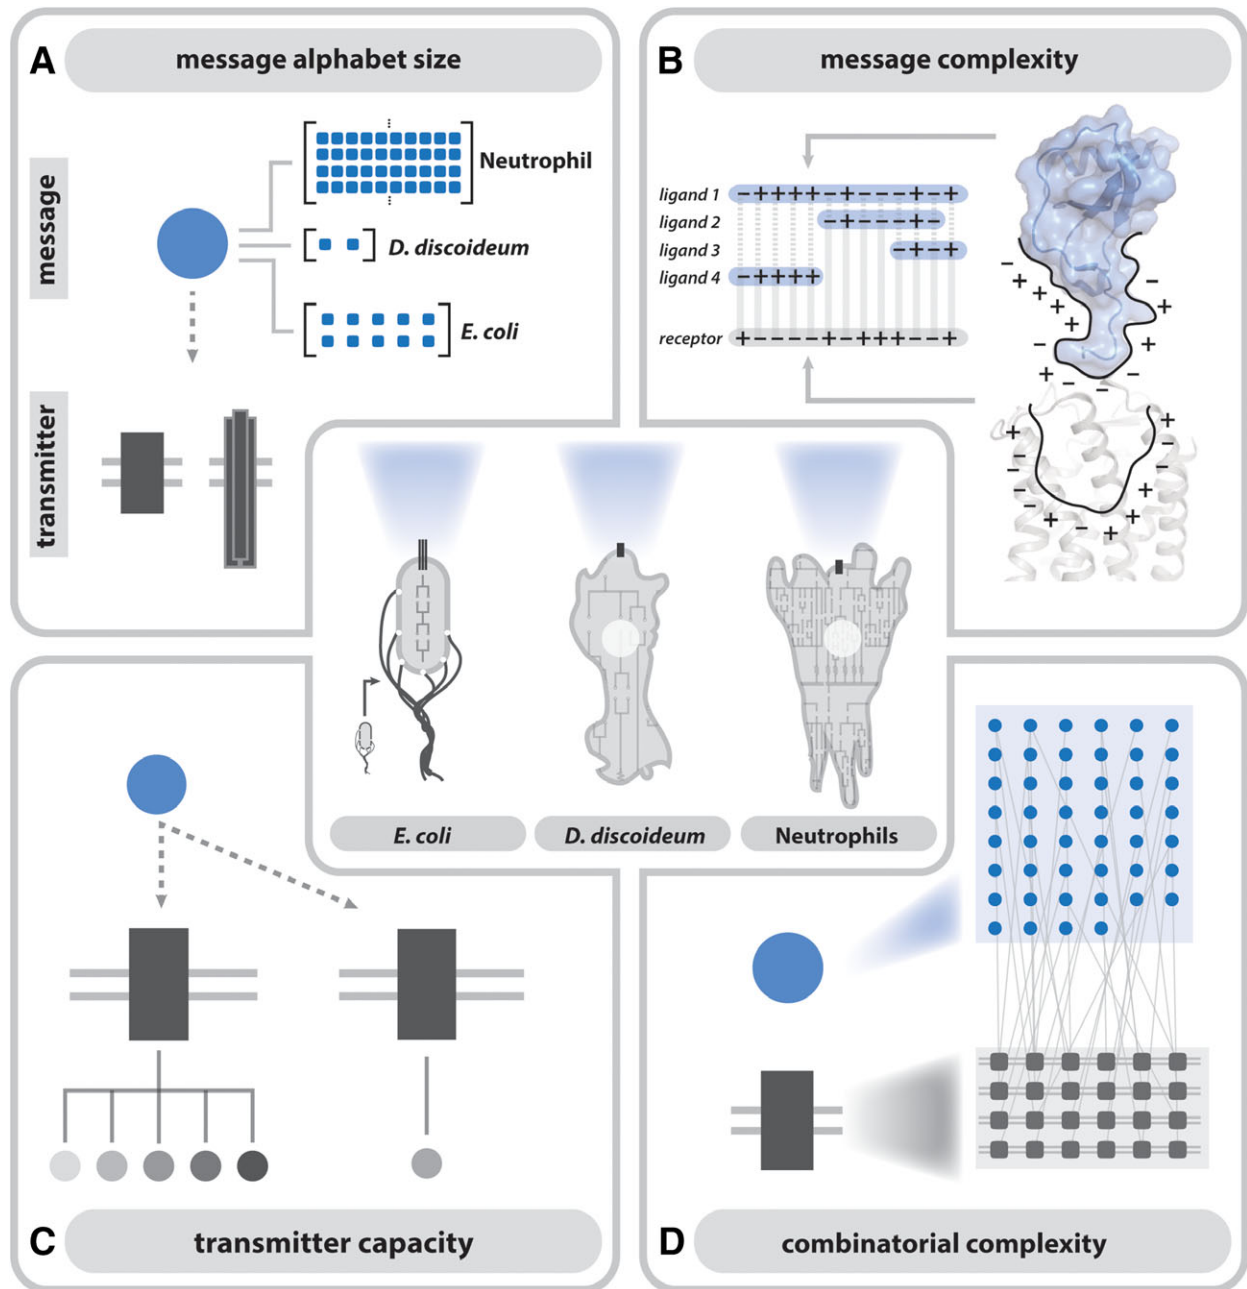 A
message alphabet size
message
Neutrophil
D. discoideum
E. coli
transmitter
B
message complexity
ligand 1 −++++−+−−−+−+
ligand 2 −+−−−+−
ligand 3 −+−+
ligand 4 −++++
receptor +−−−−+−+++−−+
E. coli
D. discoideum
Neutrophils
C
transmitter capacity
D
combinatorial complexity